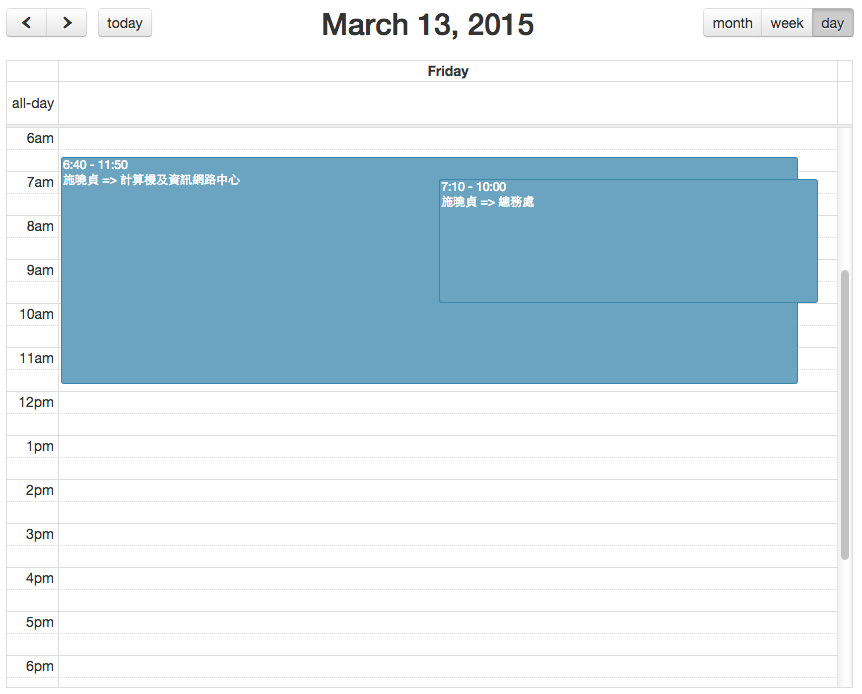 today
March 13, 2015
month week day
Friday
all-day
6am
6:40 - 11:50
施曉貞 => 計算機及資訊網路中心
7am
7:10 - 10:00
施曉貞 => 總務處
8am
9am
10am
11am
12pm
1pm
2pm
3pm
4pm
5pm
6pm